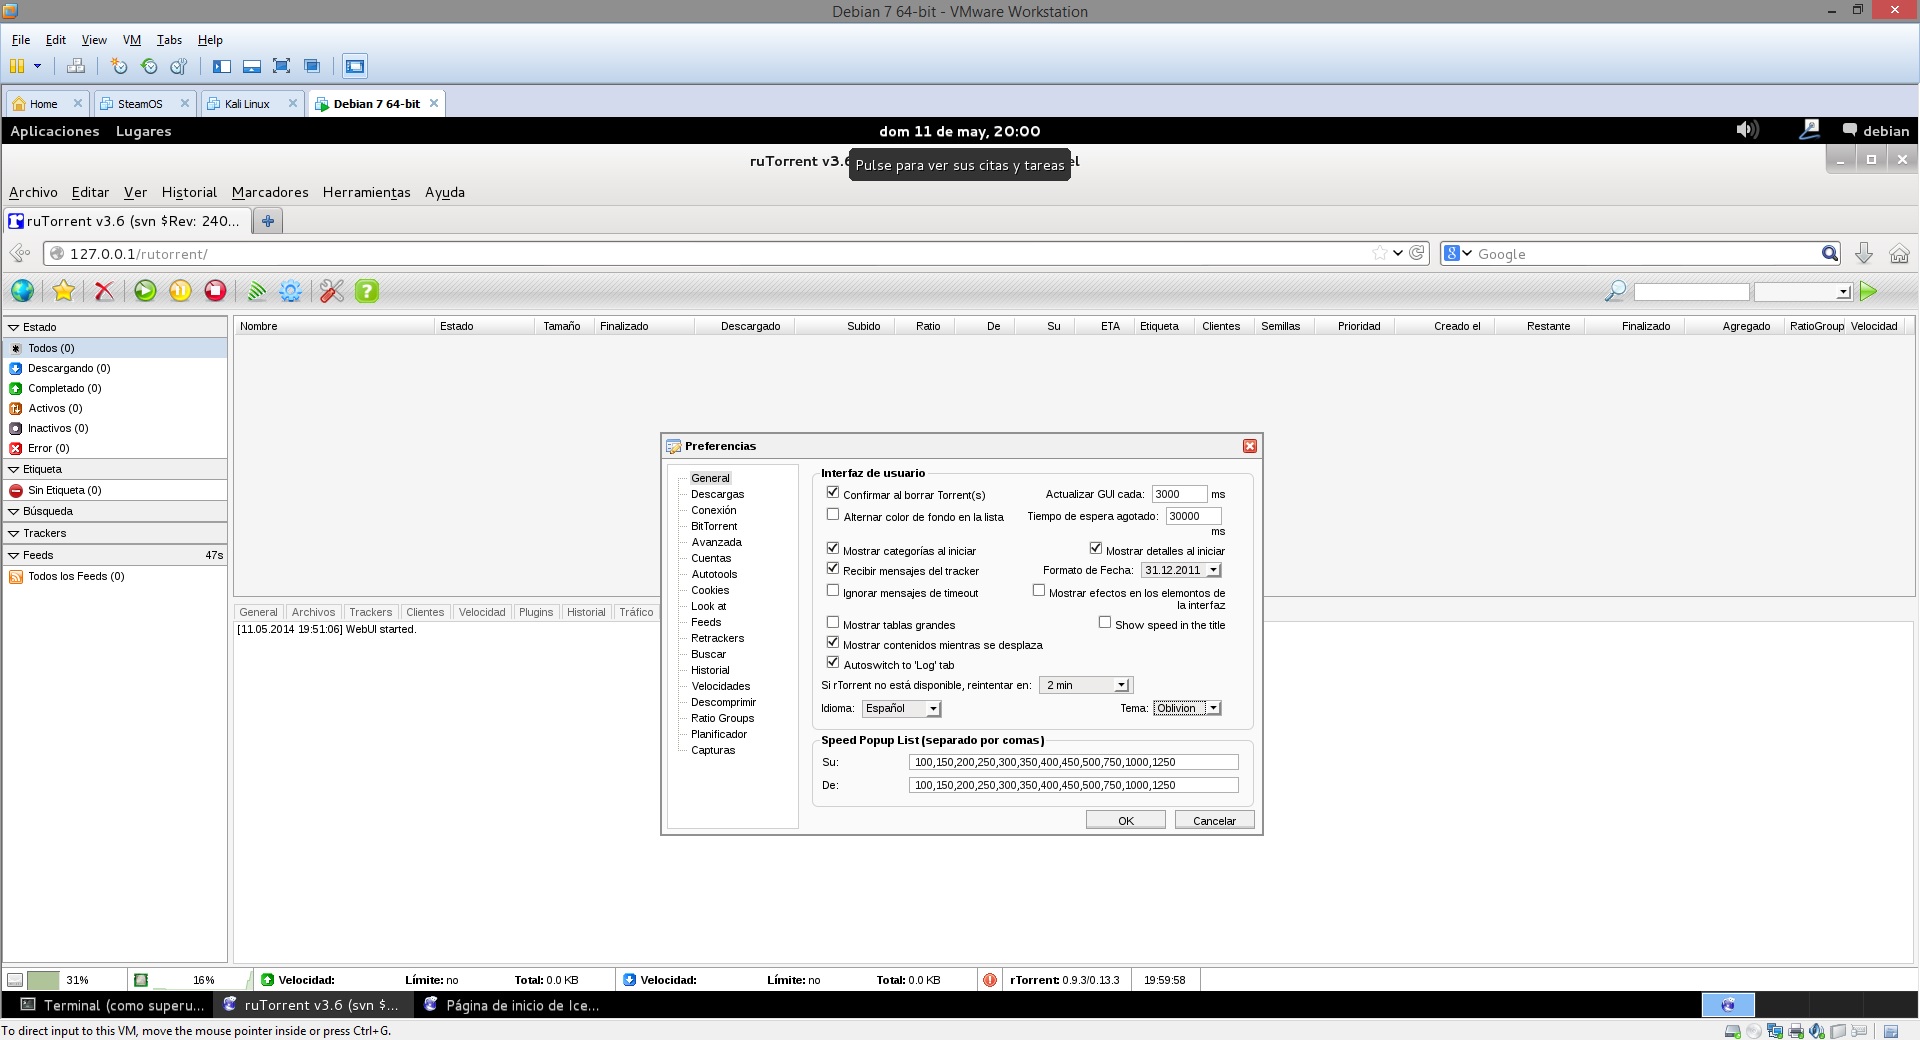 Debian 7 64-bit - VMware Workstation
File Edit View VM Tabs Help
Home SteamOS Kali Linux Debian 7 64-bit
Aplicaciones Lugares dom 11 de may, 20:00 debian
ruTorrent v3.6 el
Pulse para ver sus citas y tareas
Archivo Editar Ver Historial Marcadores Herramientas Ayuda
ruTorrent v3.6 (svn $Rev: 240...
127.0.0.1/rutorrent/ Google
Estado
Todos (0)
Descargando (0)
Completado (0)
Activos (0)
Inactivos (0)
Error (0)
Etiqueta
Sin Etiqueta (0)
Búsqueda
Trackers
Feeds 47s
Todos los Feeds (0)
Nombre Estado Tamaño Finalizado Descargado Subido Ratio De Su ETA Etiqueta Clientes Semillas Prioridad Creado el Restante Finalizado Agregado RatioGroup Velocidad
General Archivos Trackers Clientes Velocidad Plugins Historial Tráfico
[11.05.2014 19:51:06] WebUI started.
Preferencias
General
Descargas
Conexión
BitTorrent
Avanzada
Cuentas
Autotools
Cookies
Look at
Feeds
Retrackers
Buscar
Historial
Velocidades
Descomprimir
Ratio Groups
Planificador
Capturas
Interfaz de usuario
Confirmar al borrar Torrent(s) Actualizar GUI cada: 3000 ms
Alternar color de fondo en la lista Tiempo de espera agotado: 30000
ms
Mostrar categorías al iniciar Mostrar detalles al iniciar
Recibir mensajes del tracker Formato de Fecha: 31.12.2011
Ignorar mensajes de timeout Mostrar efectos en los elemontos de
la interfaz
Mostrar tablas grandes Show speed in the title
Mostrar contenidos mientras se desplaza
Autoswitch to 'Log' tab
Si rTorrent no está disponible, reintentar en: 2 min
Idioma: Español Tema: Oblivion
Speed Popup List (separado por comas)
Su: 100,150,200,250,300,350,400,450,500,750,1000,1250
De: 100,150,200,250,300,350,400,450,500,750,1000,1250
OK Cancelar
31% 16% Velocidad: Límite: no Total: 0.0 KB Velocidad: Límite: no Total: 0.0 KB rTorrent: 0.9.3/0.13.3 19:59:58
Terminal (como superu... ruTorrent v3.6 (svn $... Página de inicio de Ice...
To direct input to this VM, move the mouse pointer inside or press Ctrl+G.